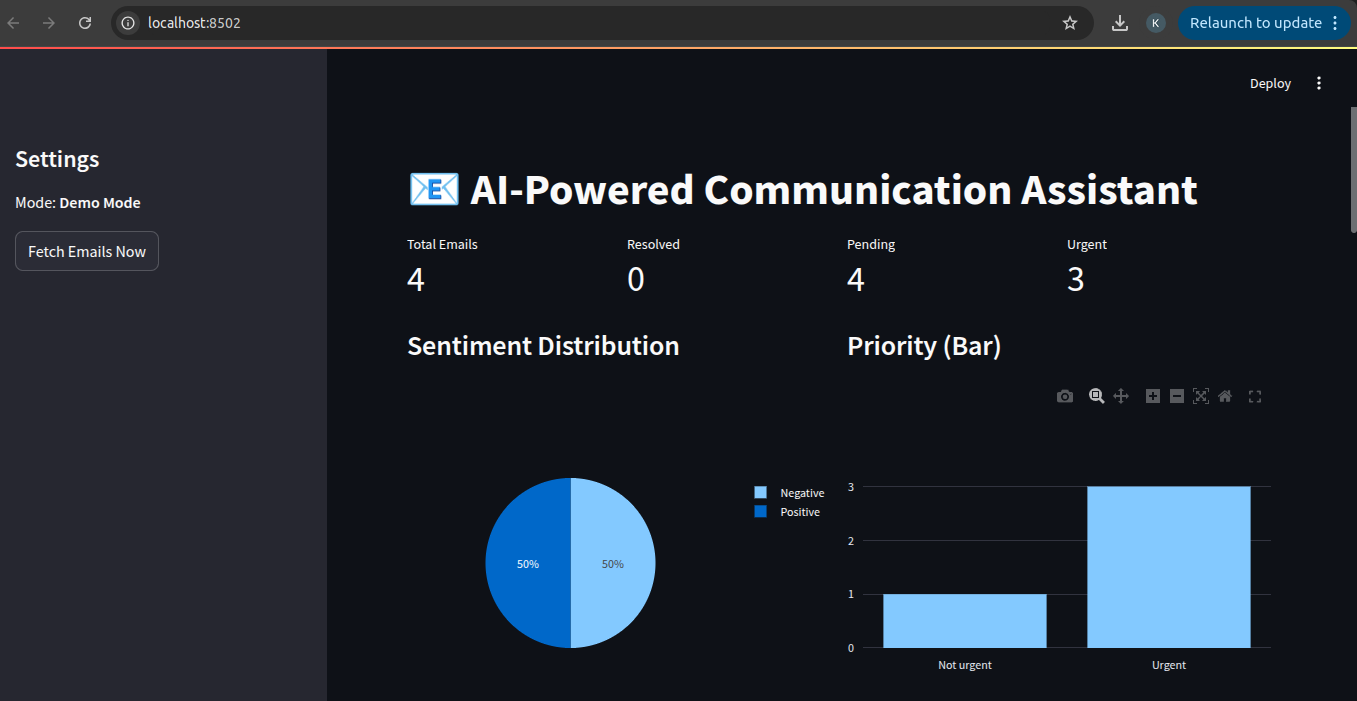 localhost:8502
K
Relaunch to update
Deploy
Settings
Mode: Demo Mode
Fetch Emails Now
📧 AI-Powered Communication Assistant
Total Emails
4
Resolved
0
Pending
4
Urgent
3
Sentiment Distribution
50%
50%
Negative
Positive
Priority (Bar)
3
2
1
0
Not urgent
Urgent